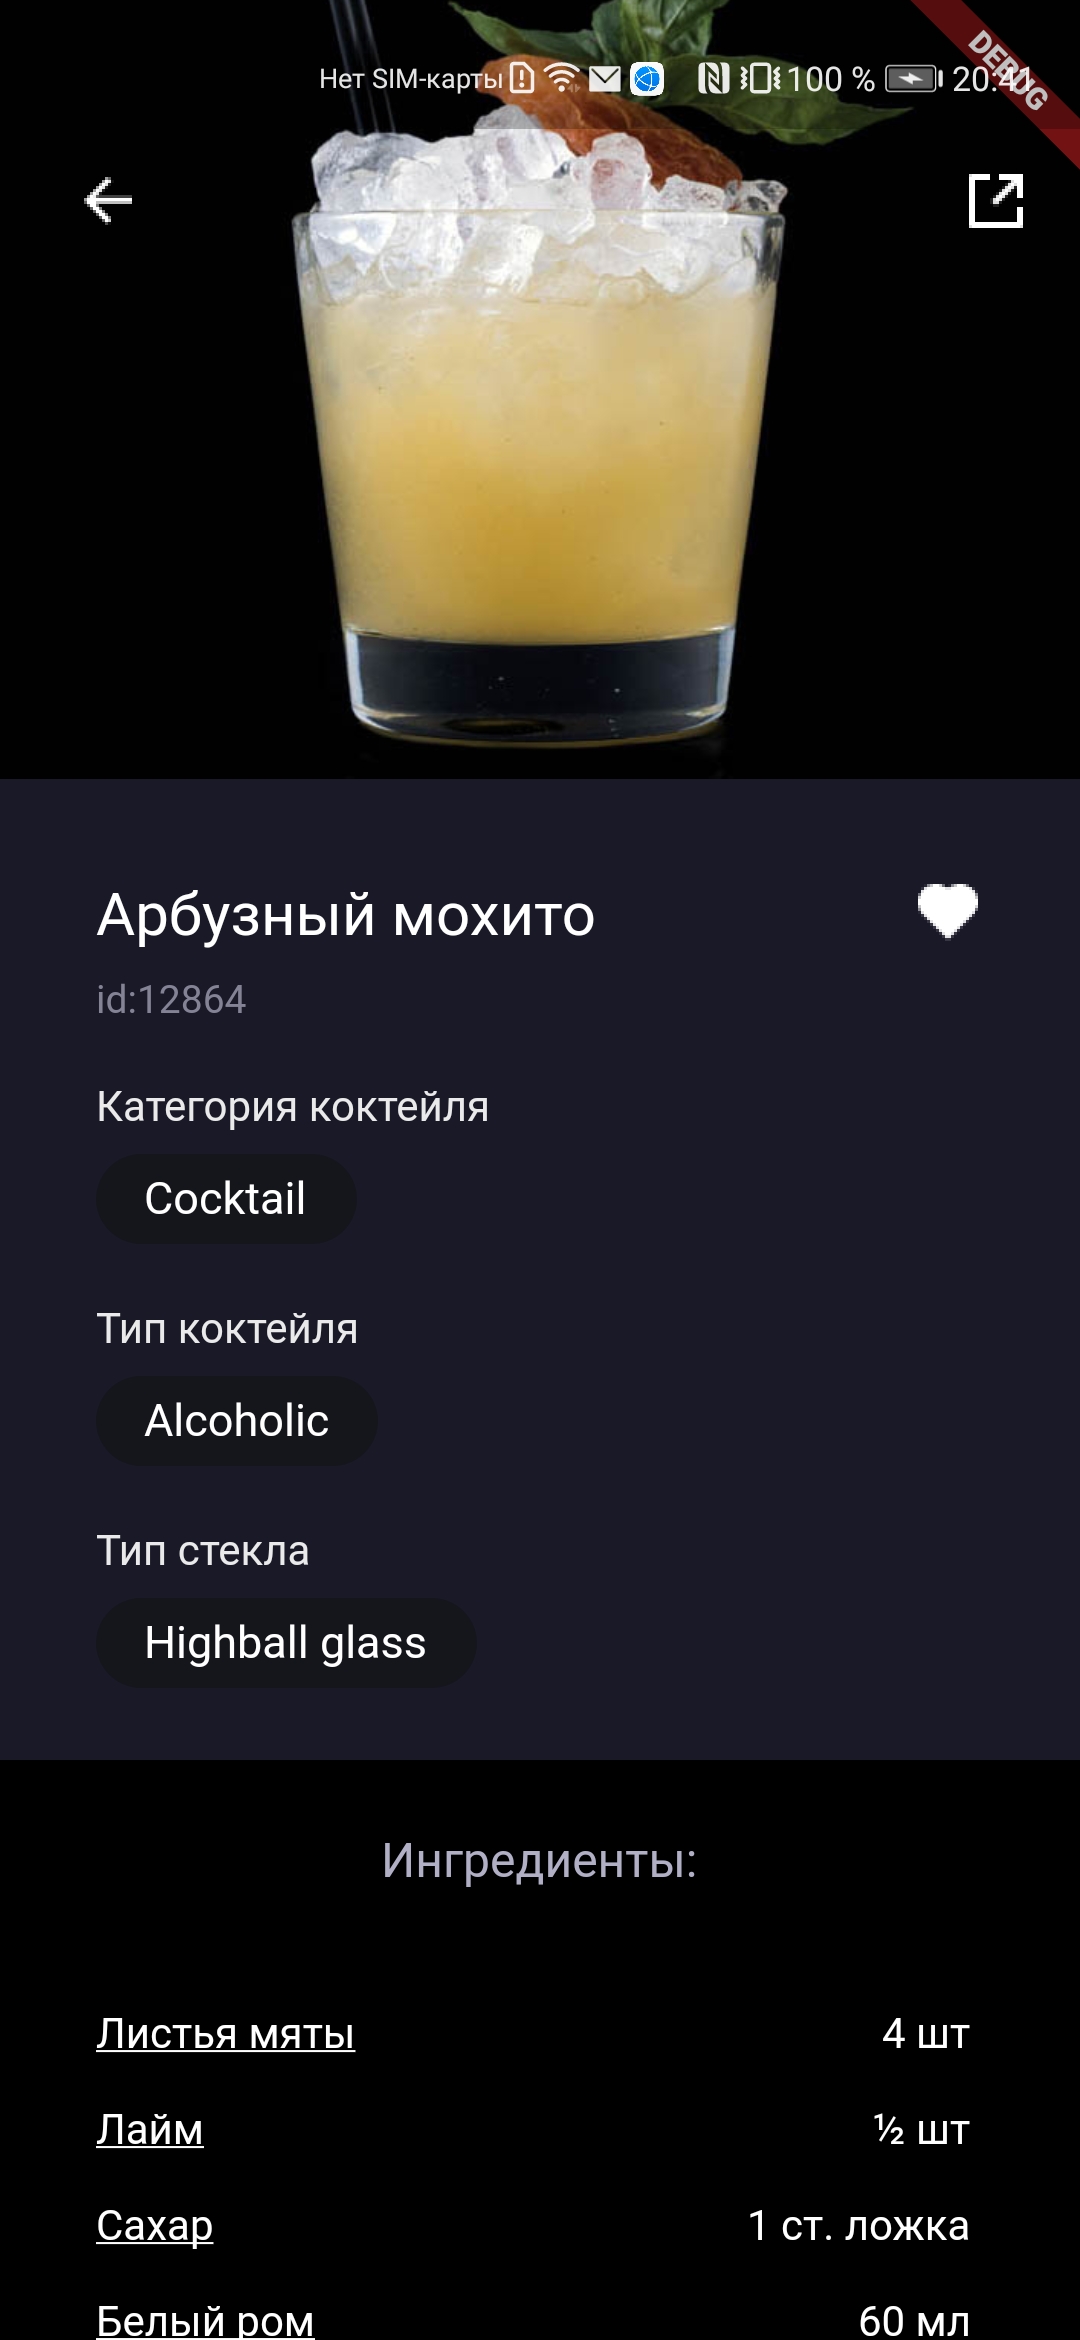 Нет SIM-карты 100 % 20:41
DEBUG
Арбузный мохито
id:12864
Категория коктейля
Cocktail
Тип коктейля
Alcoholic
Тип стекла
Highball glass
Ингредиенты:
Листья мяты 4 шт
Лайм ½ шт
Сахар 1 ст. ложка
Белый ром 60 мл